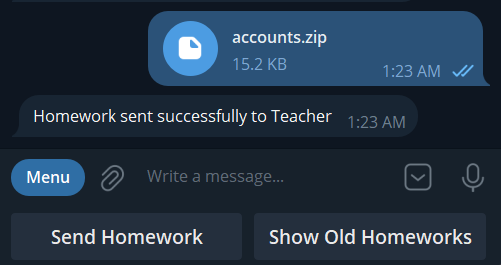 accounts.zip
15.2 KB
1:23 AM
Homework sent successfully to Teacher 1:23 AM
Menu Write a message...
Send Homework Show Old Homeworks